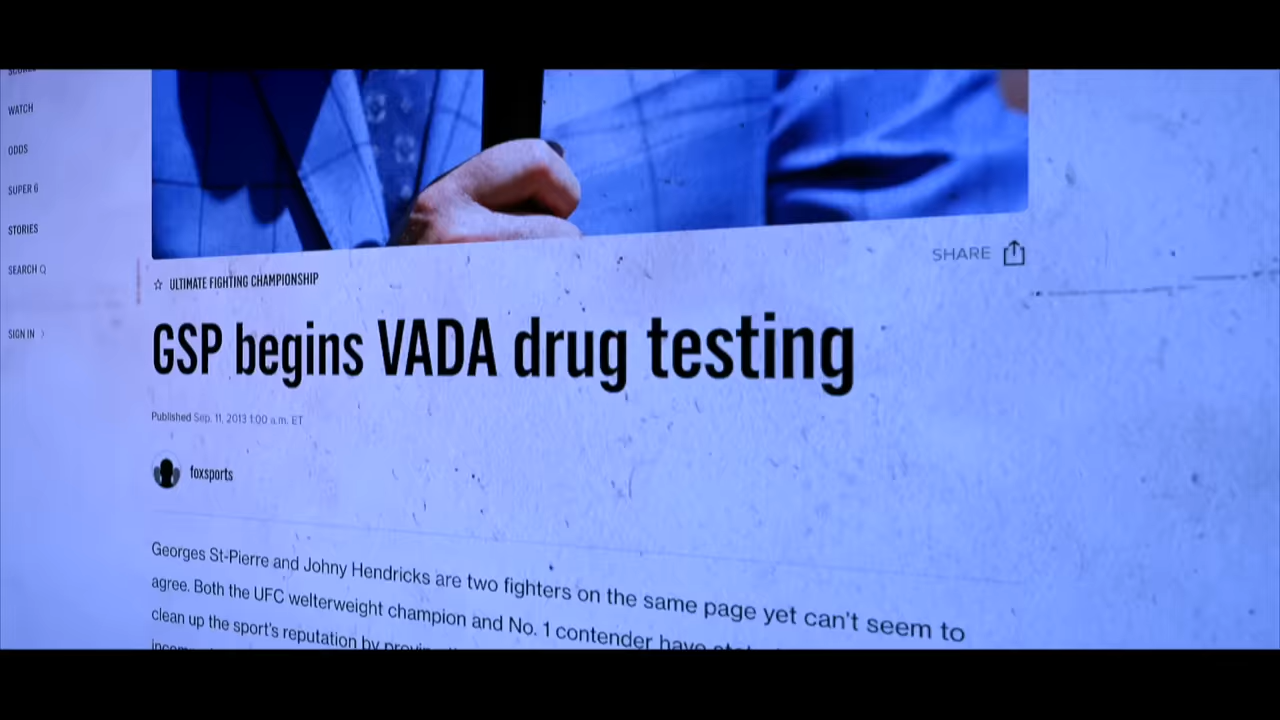 SCORES
WATCH
ODDS
SUPER 6
STORIES
SEARCH
SIGN IN
SHARE
ULTIMATE FIGHTING CHAMPIONSHIP
GSP begins VADA drug testing
Published Sep. 11, 2013 1:00 a.m. ET
foxsports
Georges St-Pierre and Johny Hendricks are two fighters on the same page yet can't seem to
agree. Both the UFC welterweight champion and No. 1 contender have
clean up the sport's reputation by